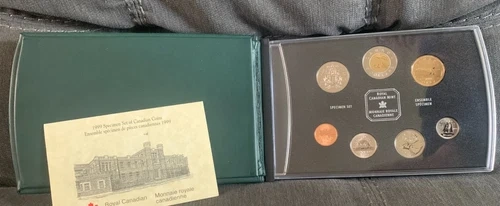 1999 Specimen Set of Canadian Coins
Ensemble spécimen de pièces canadiennes 1999
Royal Canadian Monnaie royale
canadienne
ROYAL
CANADIAN MINT
MONNAIE ROYALE
CANADIENNE
SPECIMEN SET
ENSEMBLE
SPECIMEN